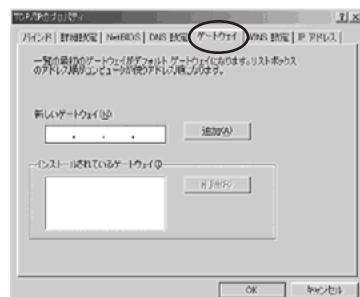 TCP/IPのプロパティ
バインド 詳細設定 NetBIOS DNS 設定 ゲートウェイ WINS 設定 IP アドレス
一覧の最初のゲートウェイがデフォルト ゲートウェイになります。リスト ボックス
のアドレス順がコンピュータが使うアドレス順になります。
新しいゲートウェイ(N)
追加(A)
インストールされているゲートウェイ(I)
削除(R)
OK キャンセル